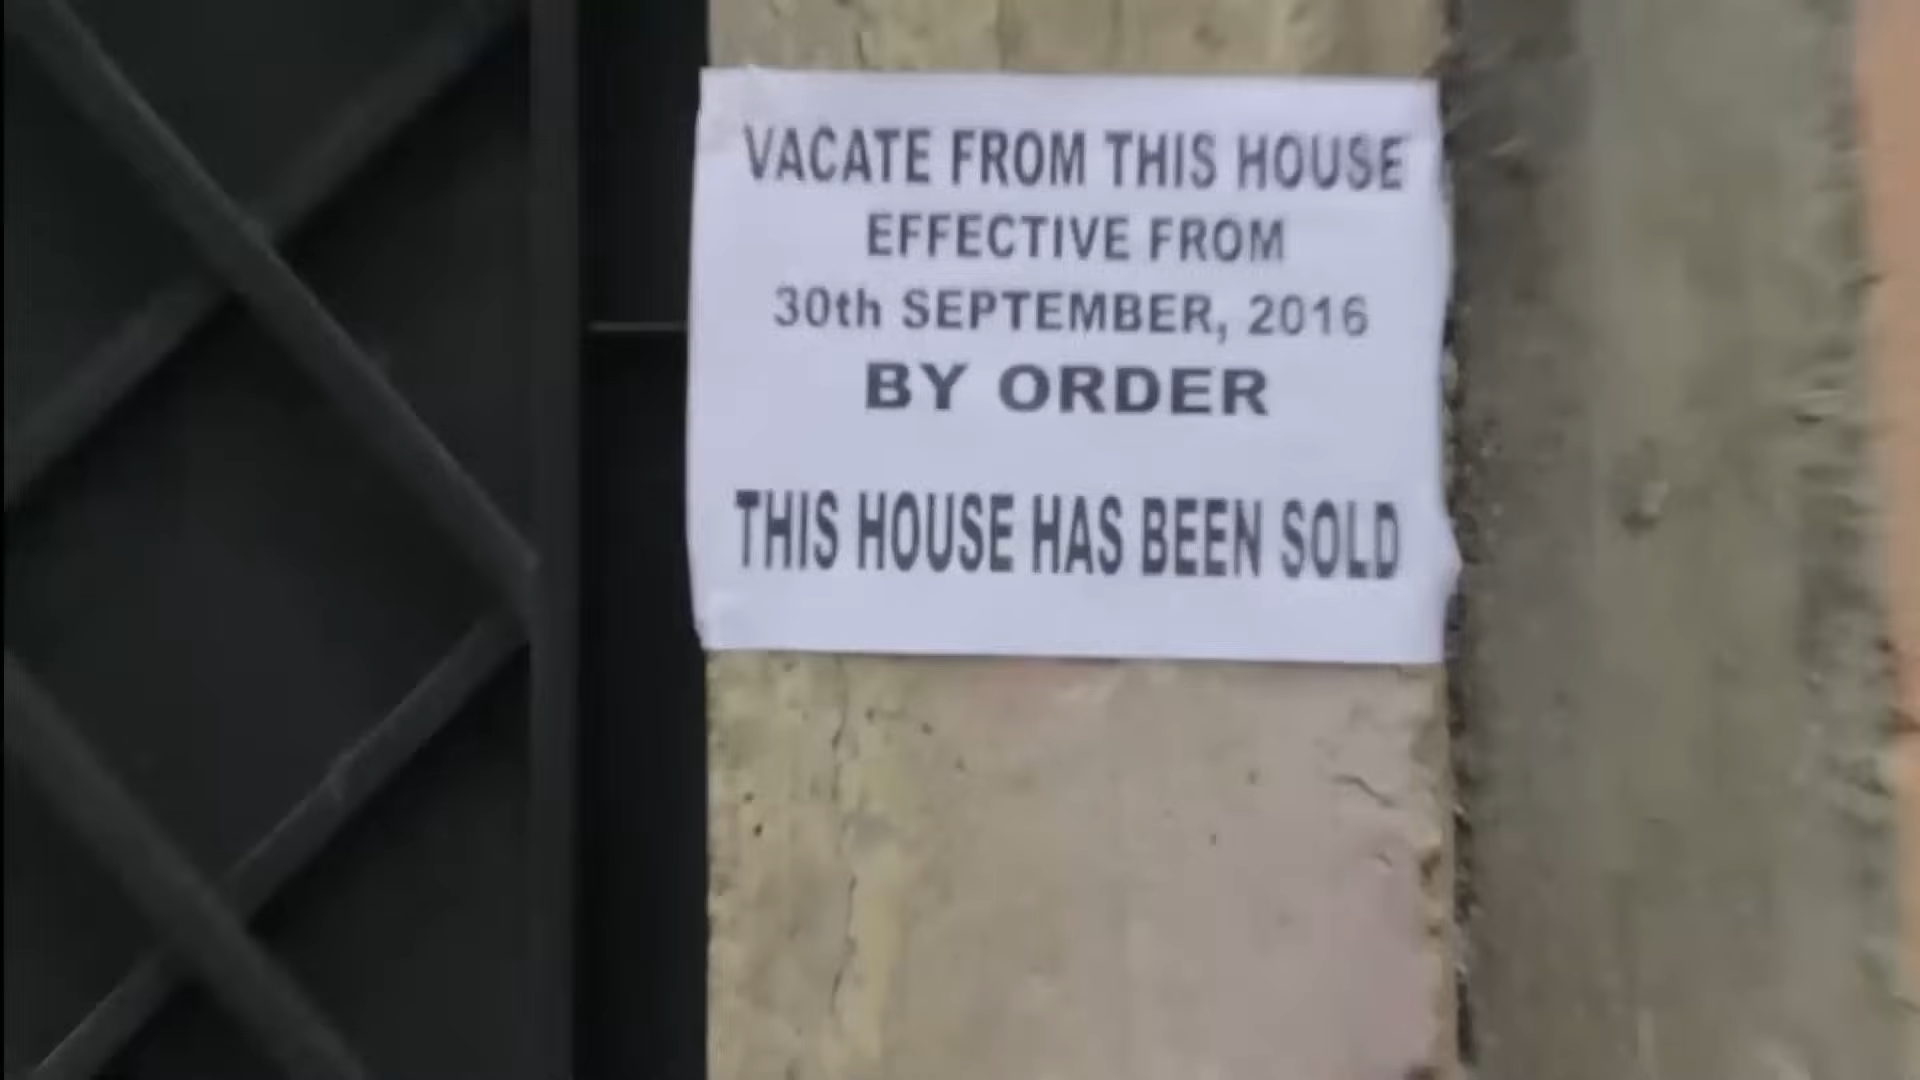 VACATE FROM THIS HOUSE
EFFECTIVE FROM
30th SEPTEMBER, 2016
BY ORDER
THIS HOUSE HAS BEEN SOLD